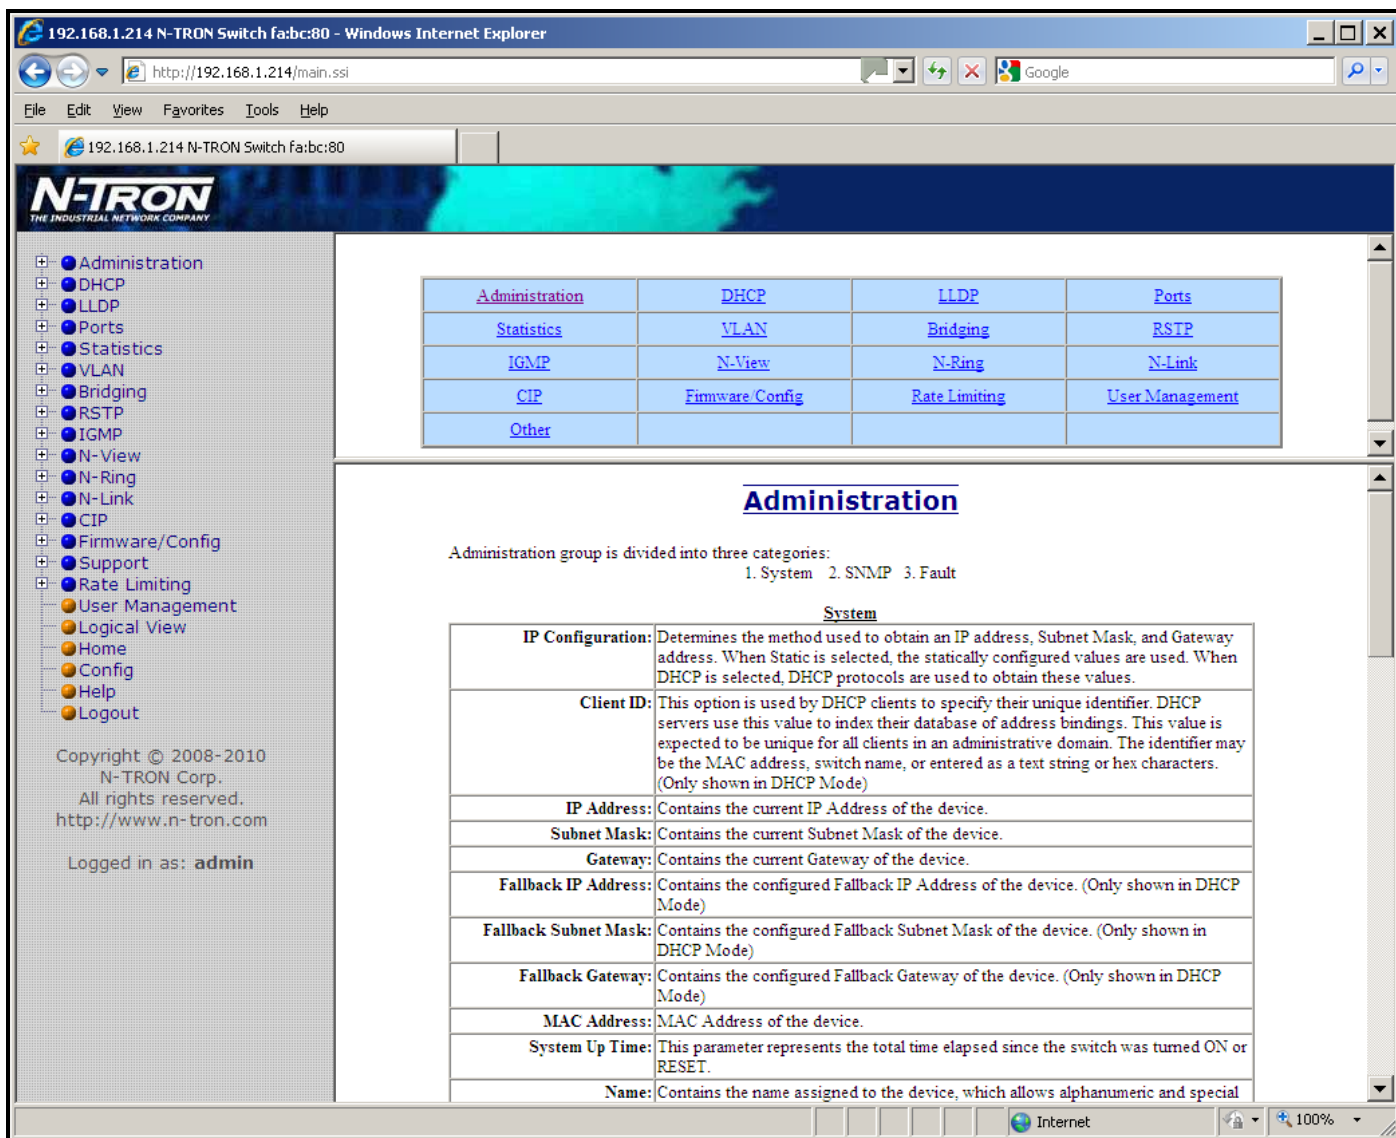 192.168.1.214 N-TRON Switch fa:bc:80 - Windows Internet Explorer
http://192.168.1.214/main.ssi
Google
File Edit View Favorites Tools Help
192.168.1.214 N-TRON Switch fa:bc:80
N-TRON
THE INDUSTRIAL NETWORK COMPANY
Administration
DHCP
LLDP
Ports
Statistics
VLAN
Bridging
RSTP
IGMP
N-View
N-Ring
N-Link
CIP
Firmware/Config
Support
Rate Limiting
User Management
Logical View
Home
Config
Help
Logout
Copyright © 2008-2010
N-TRON Corp.
All rights reserved.
http://www.n-tron.com
Logged in as: admin
Administration DHCP LLDP Ports
Statistics VLAN Bridging RSTP
IGMP N-View N-Ring N-Link
CIP Firmware/Config Rate Limiting User Management
Other
Administration
Administration group is divided into three categories:
1. System 2. SNMP 3. Fault
System
IP Configuration: Determines the method used to obtain an IP address, Subnet Mask, and Gateway
address. When Static is selected, the statically configured values are used. When
DHCP is selected, DHCP protocols are used to obtain these values.
Client ID: This option is used by DHCP clients to specify their unique identifier. DHCP
servers use this value to index their database of address bindings. This value is
expected to be unique for all clients in an administrative domain. The identifier may
be the MAC address, switch name, or entered as a text string or hex characters.
(Only shown in DHCP Mode)
IP Address: Contains the current IP Address of the device.
Subnet Mask: Contains the current Subnet Mask of the device.
Gateway: Contains the current Gateway of the device.
Fallback IP Address: Contains the configured Fallback IP Address of the device. (Only shown in DHCP
Mode)
Fallback Subnet Mask: Contains the configured Fallback Subnet Mask of the device. (Only shown in
DHCP Mode)
Fallback Gateway: Contains the configured Fallback Gateway of the device. (Only shown in DHCP
Mode)
MAC Address: MAC Address of the device.
System Up Time: This parameter represents the total time elapsed since the switch was turned ON or
RESET.
Name: Contains the name assigned to the device, which allows alphanumeric and special
Internet
100%